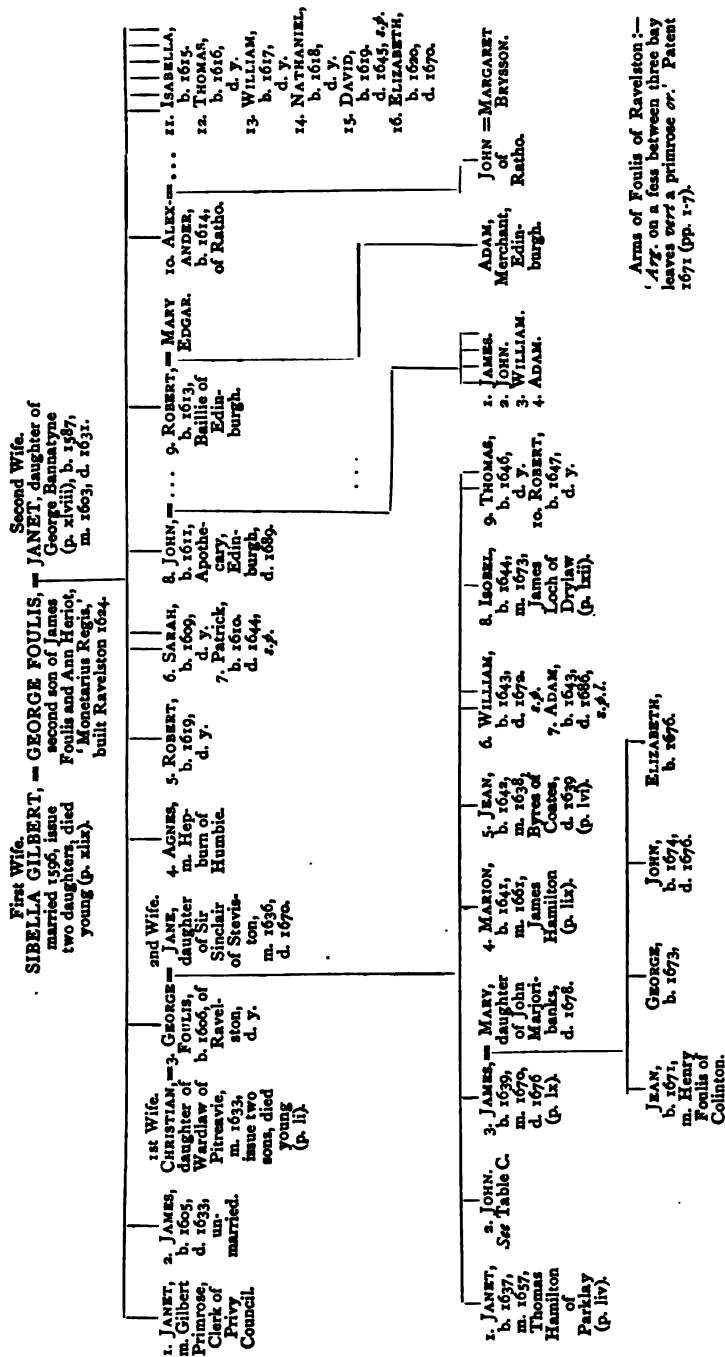 First Wife.
SIBELLA GILBERT, = GEORGE FOULIS, = JANET, daughter of
married 1596, issue
two daughters, died
young (p. xlix).
second son of James
Foulis and Ann Heriot,
'Monetarius Regis,'
built Ravelston 1624.
Second Wife.
George Bannatyne
(p. xlviii), b. 1587,
m. 1603, d. 1631.
1. JANET,
m. Gilbert
Primrose,
Clerk of
Privy
Council.
2. JAMES,
b. 1605,
d. 1633,
un-
married.
1st Wife.
CHRISTIAN, = 3. GEORGE =
daughter of
Wardlaw of
Pitreavie,
m. 1633,
issue two
sons, died
young
(p. li).
FOULIS,
b. 1606, of
Ravel-
ston,
d. y.
2nd Wife.
JANE,
daughter
of Sir
Sinclair
of Stevis-
ton,
m. 1636,
d. 1670.
4. AGNES,
m. Hep-
burn of
Humbie.
5. ROBERT,
b. 1619,
d. y.
6. SARAH,
b. 1609,
d. y.
7. Patrick,
b. 1610.
d. 1644,
s.p.
8. JOHN, = ...
b. 1611,
Apothe-
cary,
Edin-
burgh,
d. 1689.
9. ROBERT, = MARY
b. 1613,
Baillie of
Edin-
burgh.
EDGAR.
10. ALEX- = ...
ANDER,
b. 1614,
of Ratho.
11. ISABELLA,
b. 1615.
12. THOMAS,
b. 1616,
d. y.
13. WILLIAM,
b. 1617,
d. y.
14. NATHANIEL,
b. 1618,
d. y.
15. DAVID,
b. 1619.
d. 1645, s.p.
16. ELIZABETH,
b. 1620,
d. 1670.
1. JANET,
b. 1637,
m. 1657,
Thomas
Hamilton
of
Parklay
(p. liv).
2. JOHN.
See Table C.
3. JAMES, = MARY,
b. 1639,
m. 1670,
d. 1676
(p. lx).
daughter
of John
Marjori-
banks,
d. 1678.
4. MARION,
b. 1641,
m. 1661,
James
Hamilton
(p. lix).
5. JEAN,
b. 1642,
m. 1638,
Byres of
Coates,
d. 1639
(p. lvi).
6. WILLIAM,
b. 1643,
d. 1672.
s.p.
7. ADAM,
b. 1643,
d. 1686,
s.p.l.
8. ISOBEL,
b. 1644,
m. 1673,
James
Loch of
Drylaw
(p. lxii).
9. THOMAS,
b. 1646,
d. y.
10. ROBERT,
b. 1647,
d. y.
...
1. JAMES.
2. JOHN.
3. WILLIAM.
4. ADAM.
ADAM,
Merchant,
Edin-
burgh.
JOHN = MARGARET
of
Ratho.
BRYSSON.
JEAN,
b. 1671,
m. Henry
Foulis of
Colinton.
GEORGE,
b. 1673,
JOHN,
b. 1674,
d. 1676.
ELIZABETH,
b. 1676.
Arms of Foulis of Ravelston:—
'Arg. on a fess between three bay
leaves vert a primrose or.' Patent
1671 (pp. 1-7).